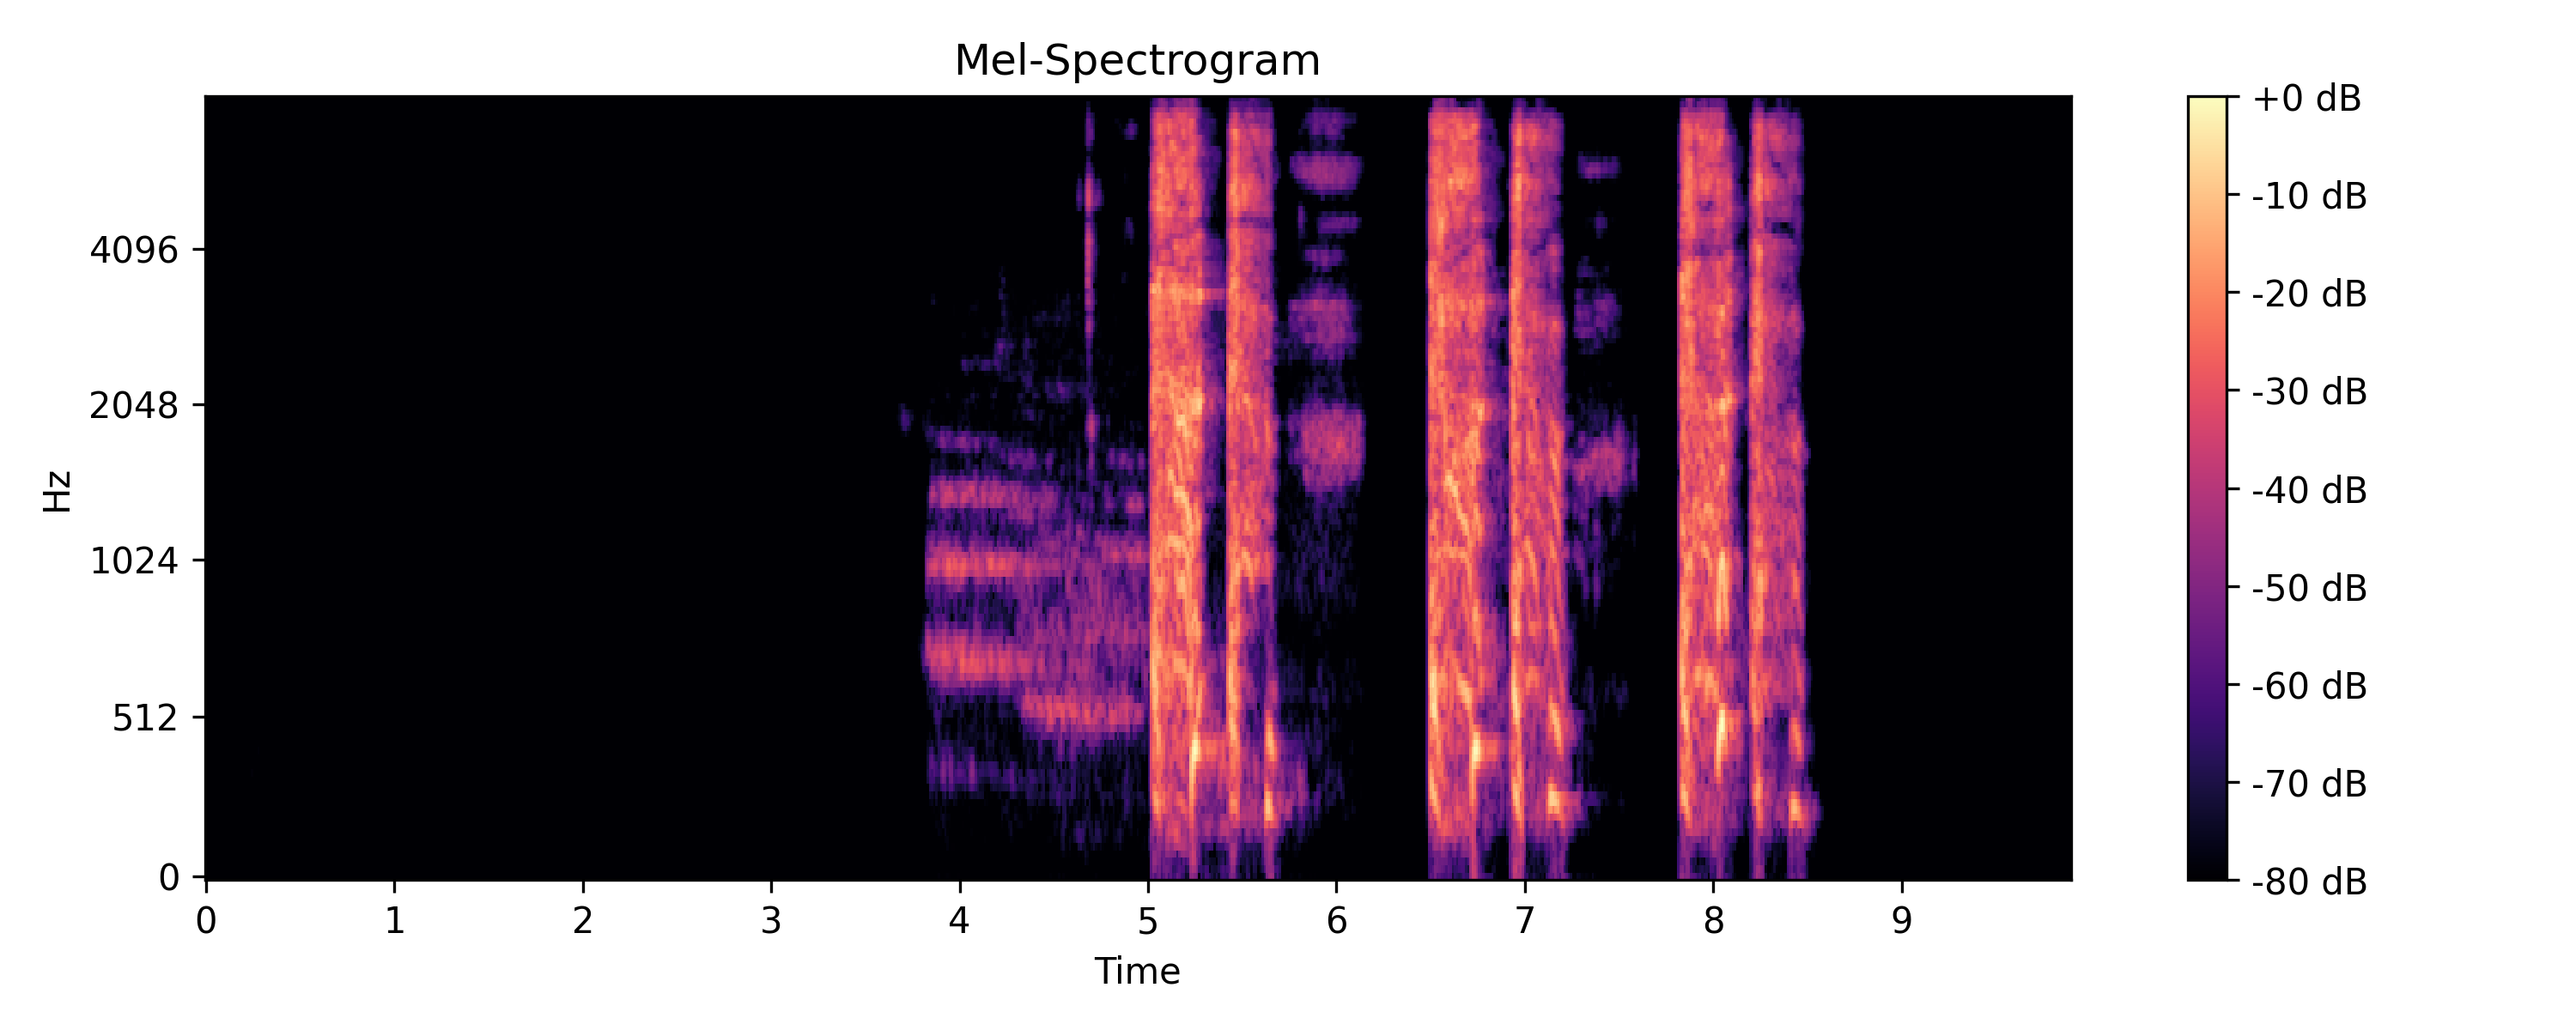 Mel-Spectrogram
+0 dB
-10 dB
-20 dB
-30 dB
-40 dB
-50 dB
-60 dB
-70 dB
-80 dB
4096
2048
1024
512
0
Hz
0 1 2 3 4 5 6 7 8 9
Time